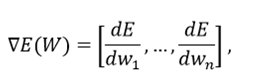 ∇E(W) = [dE/dw₁, …, dE/dwₙ],